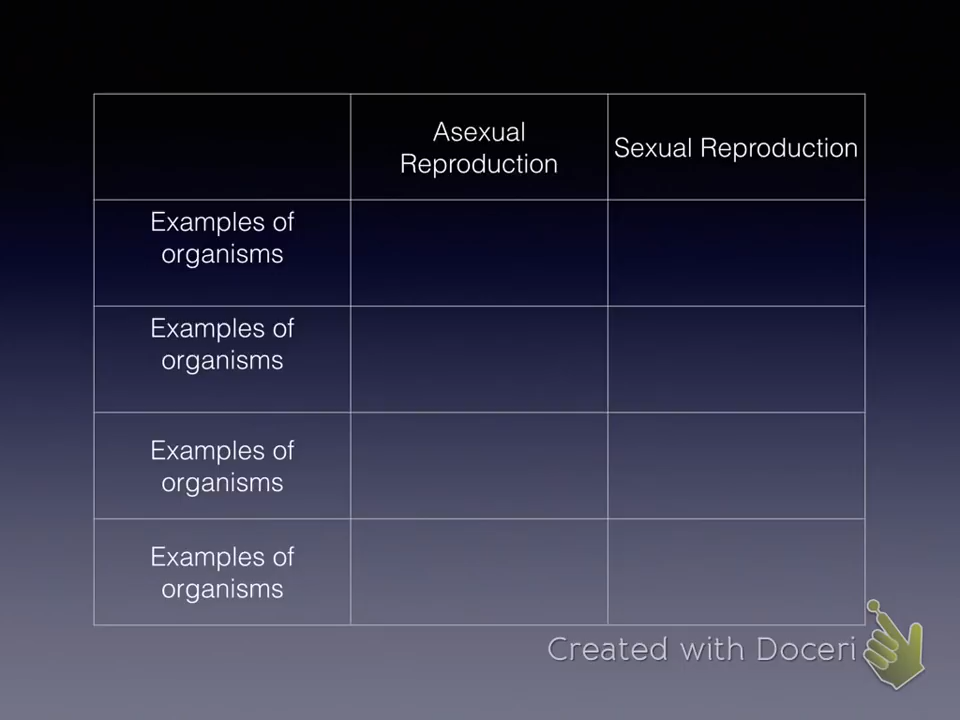 Asexual
Reproduction
Sexual Reproduction
Examples of
organisms
Examples of
organisms
Examples of
organisms
Examples of
organisms
Created with Doceri